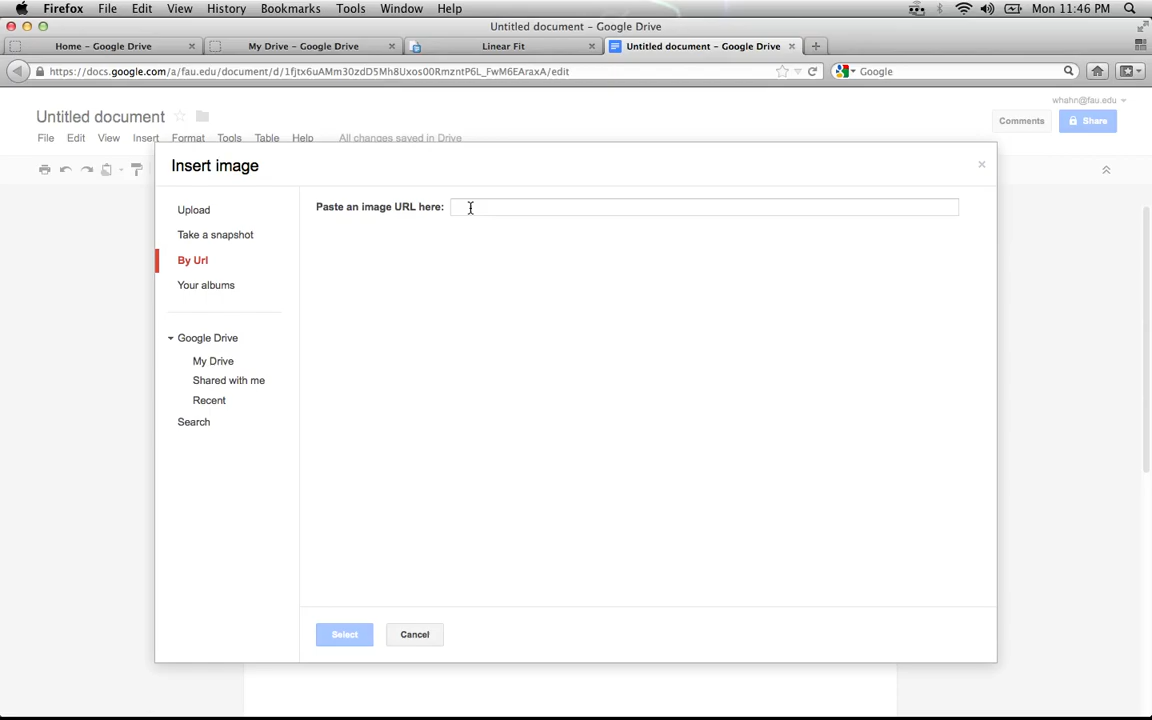 Firefox File Edit View History Bookmarks Tools Window Help Mon 11:46 PM
Untitled document – Google Drive
Home – Google Drive My Drive – Google Drive Linear Fit Untitled document – Google Drive
https://docs.google.com/a/fau.edu/document/d/1fjtx6uAMm30zdD5Mh8Uxos00RmzntP6L_FwM6EAraxA/edit Google
whahn@fau.edu
Untitled document Comments Share
File Edit View Insert Format Tools Table Help All changes saved in Drive
Insert image
Upload
Paste an image URL here:
Take a snapshot
By Url
Your albums
Google Drive
My Drive
Shared with me
Recent
Search
Select Cancel